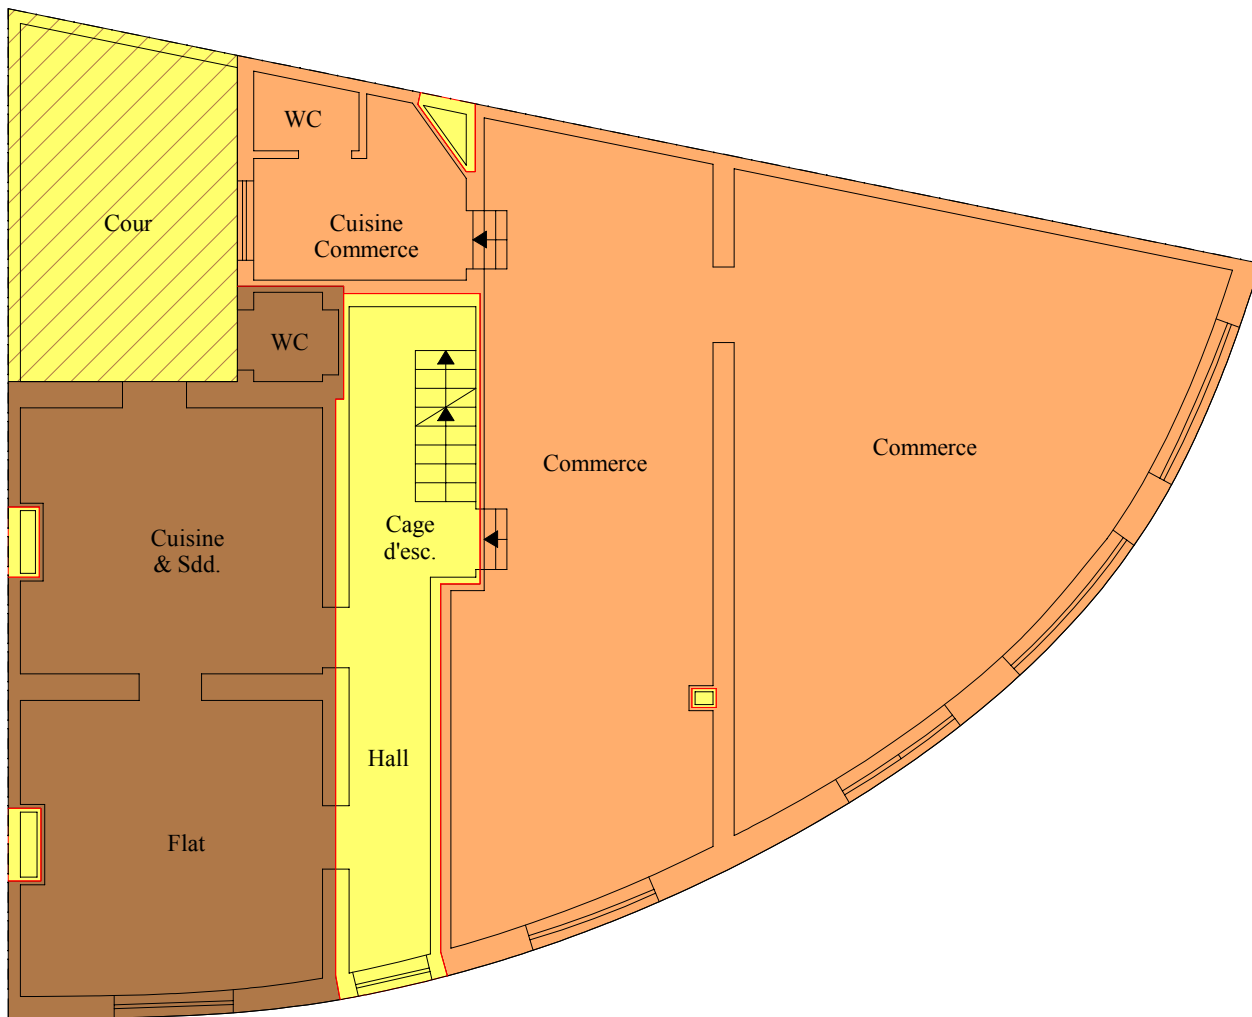 WC
Cour
Cuisine
Commerce
WC
Commerce
Commerce
Cuisine
& Sdd.
Cage
d'esc.
Hall
Flat